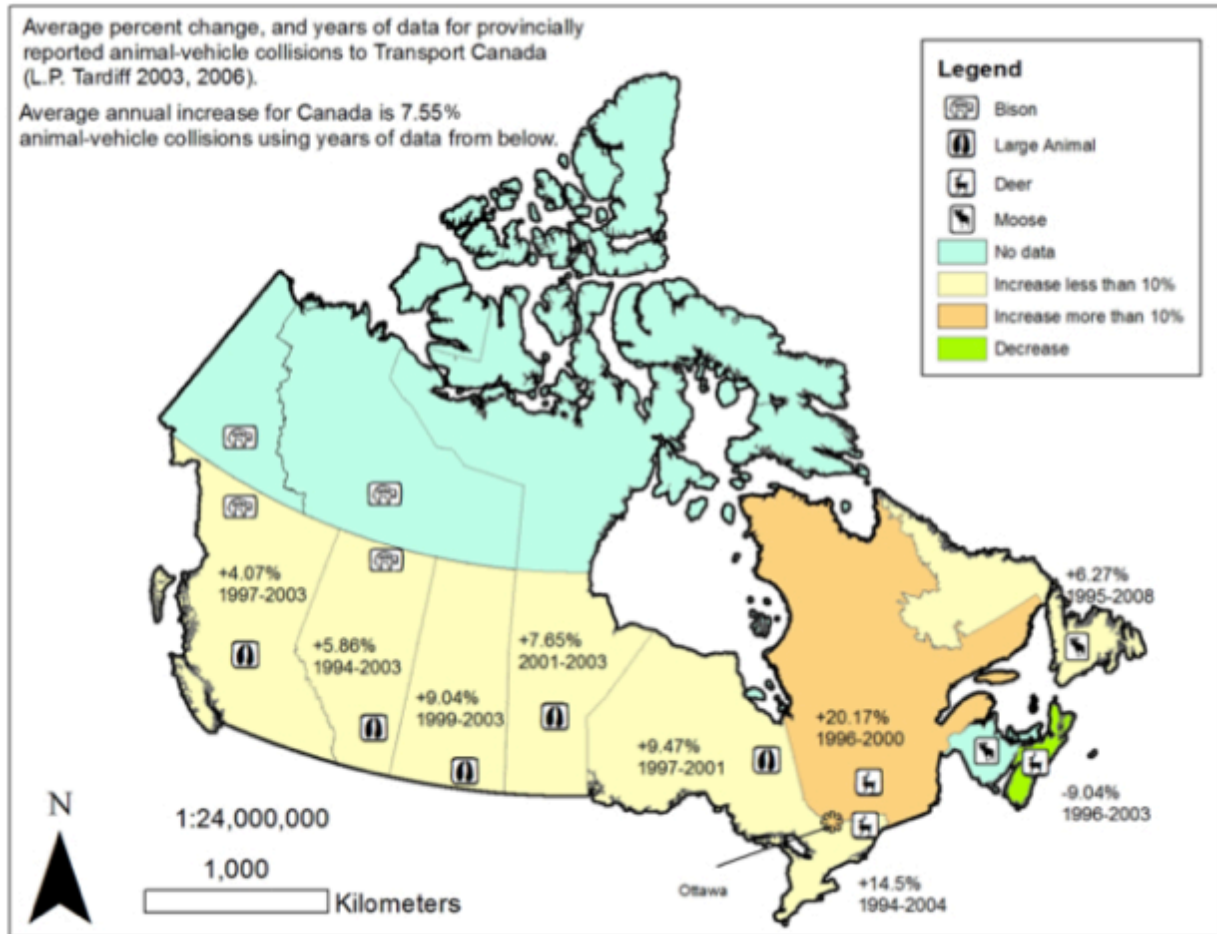 Average percent change, and years of data for provincially
reported animal-vehicle collisions to Transport Canada
(L.P. Tardiff 2003, 2006).
Average annual increase for Canada is 7.55%
animal-vehicle collisions using years of data from below.
Legend
Bison
Large Animal
Deer
Moose
No data
Increase less than 10%
Increase more than 10%
Decrease
+4.07%
1997-2003
+5.86%
1994-2003
+9.04%
1999-2003
+7.65%
2001-2003
+9.47%
1997-2001
+20.17%
1996-2000
+6.27%
1995-2008
-9.04%
1996-2003
+14.5%
1994-2004
Ottawa
N
1:24,000,000
1,000
Kilometers